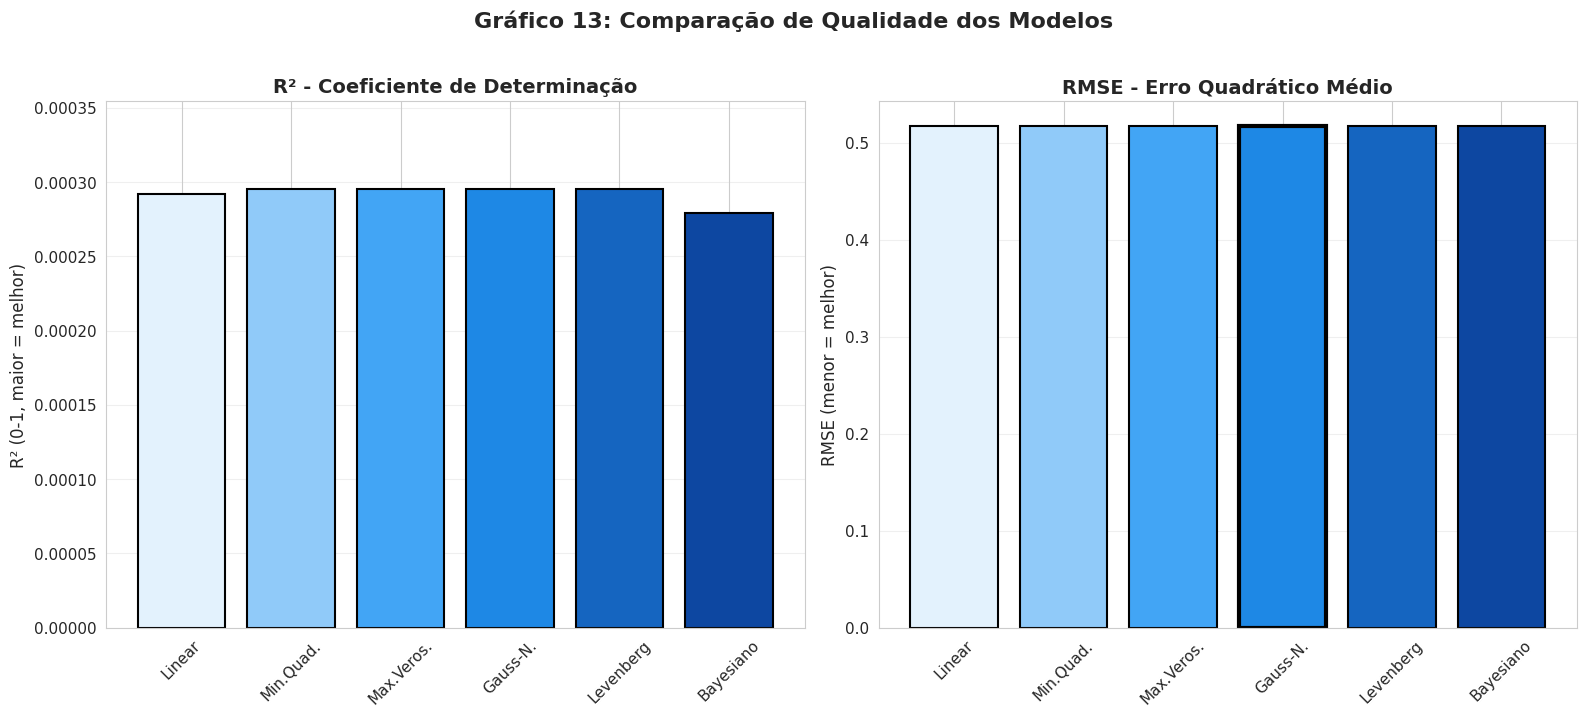 Gráfico 13: Comparação de Qualidade dos Modelos
R² - Coeficiente de Determinação
R² (0-1, maior = melhor)
0.00035
0.00030
0.00025
0.00020
0.00015
0.00010
0.00005
0.00000
Linear
Min.Quad.
Max.Veros.
Gauss-N.
Levenberg
Bayesiano
RMSE - Erro Quadrático Médio
RMSE (menor = melhor)
0.5
0.4
0.3
0.2
0.1
0.0
Linear
Min.Quad.
Max.Veros.
Gauss-N.
Levenberg
Bayesiano